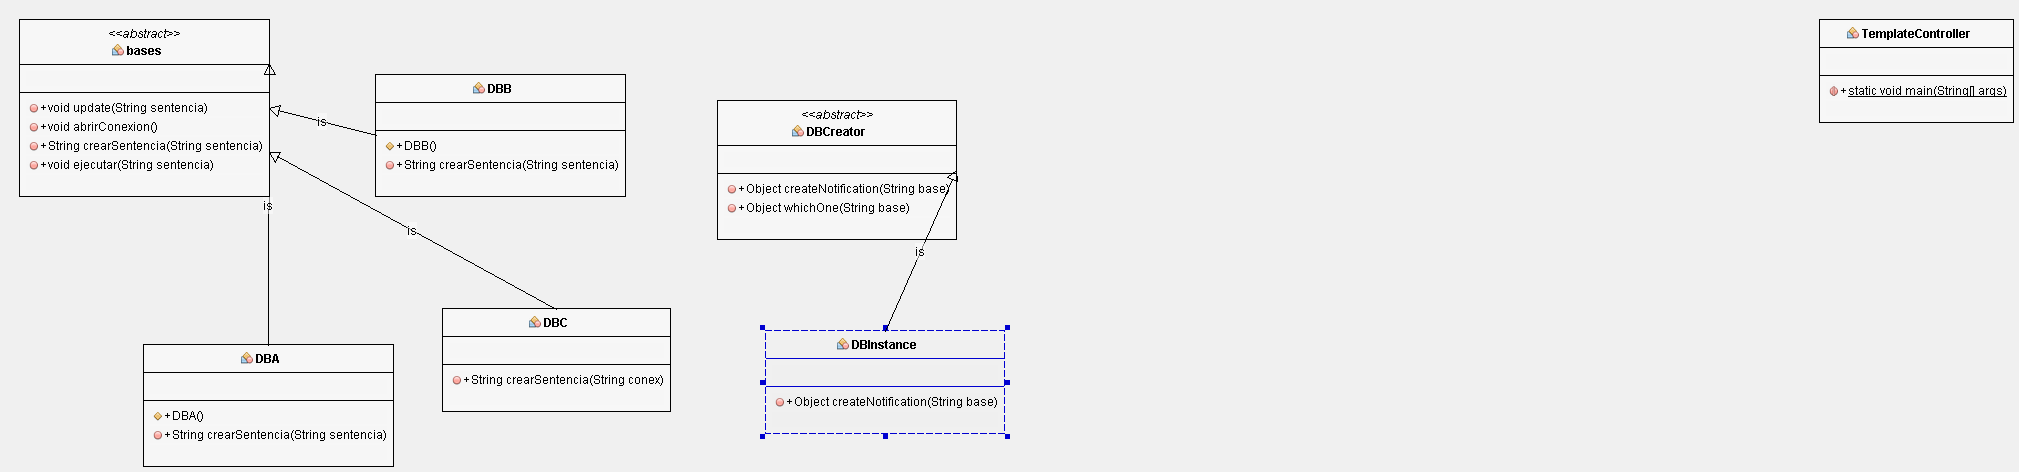 <<abstract>>
bases
+void update(String sentencia)
+void abrirConexion()
+String crearSentencia(String sentencia)
+void ejecutar(String sentencia)
is
DBB
+DBB()
+String crearSentencia(String sentencia)
is
is
DBA
+DBA()
+String crearSentencia(String sentencia)
DBC
+String crearSentencia(String conex)
<<abstract>>
DBCreator
+Object createNotification(String base)
+Object whichOne(String base)
is
DBInstance
+Object createNotification(String base)
TemplateController
+static void main(String[] args)